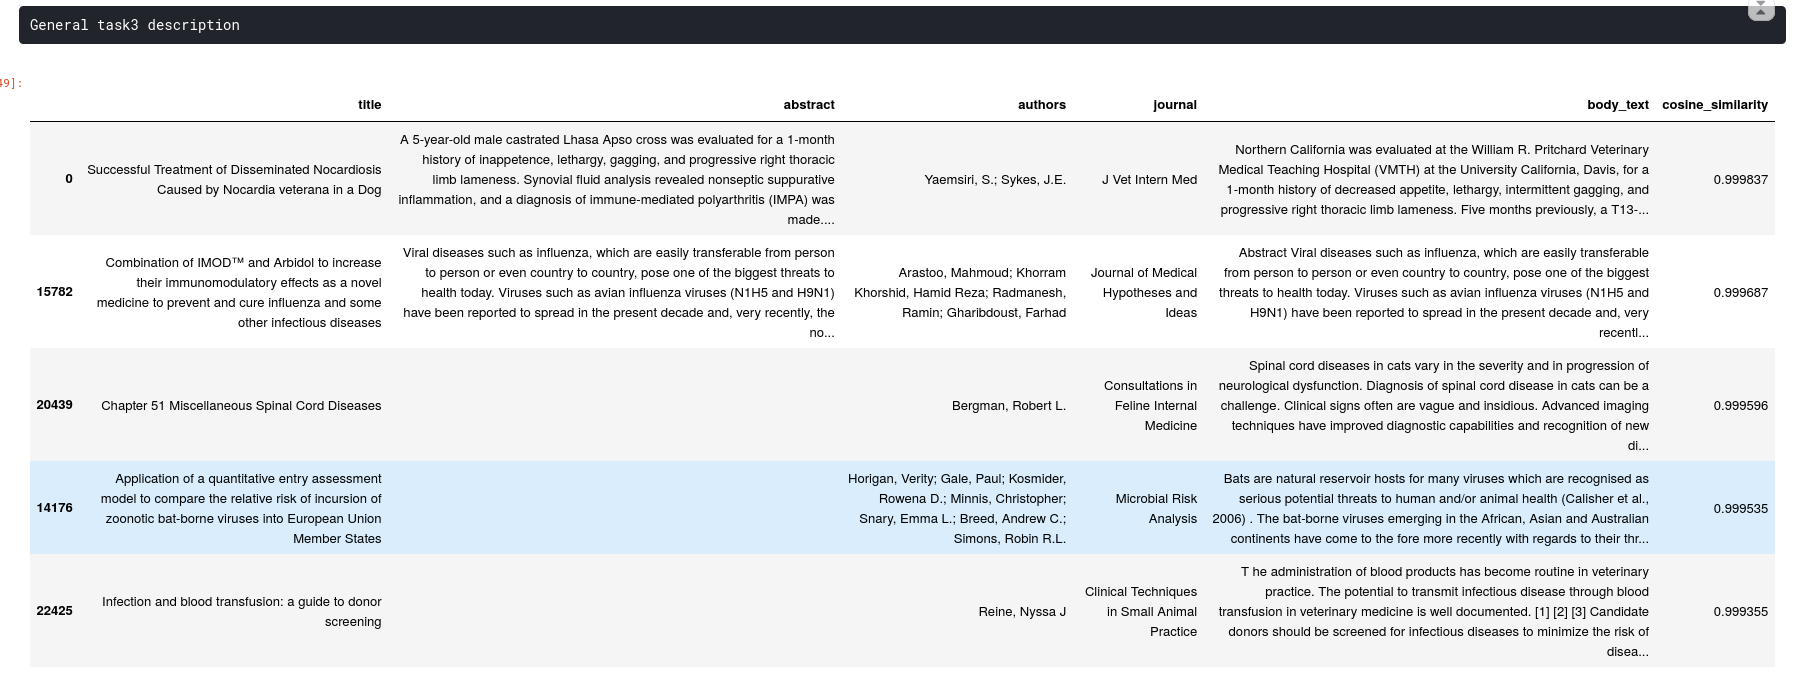 General task3 description
49]:
title abstract authors journal body_text cosine_similarity
0
Successful Treatment of Disseminated Nocardiosis
Caused by Nocardia veterana in a Dog
A 5-year-old male castrated Lhasa Apso cross was evaluated for a 1-month
history of inappetence, lethargy, gagging, and progressive right thoracic
limb lameness. Synovial fluid analysis revealed nonseptic suppurative
inflammation, and a diagnosis of immune-mediated polyarthritis (IMPA) was
made....
Yaemsiri, S.; Sykes, J.E.
J Vet Intern Med
Northern California was evaluated at the William R. Pritchard Veterinary
Medical Teaching Hospital (VMTH) at the University California, Davis, for a
1-month history of decreased appetite, lethargy, intermittent gagging, and
progressive right thoracic limb lameness. Five months previously, a T13-...
0.999837
15782
Combination of IMOD™ and Arbidol to increase
their immunomodulatory effects as a novel
medicine to prevent and cure influenza and some
other infectious diseases
Viral diseases such as influenza, which are easily transferable from person
to person or even country to country, pose one of the biggest threats to
health today. Viruses such as avian influenza viruses (N1H5 and H9N1)
have been reported to spread in the present decade and, very recently, the
no...
Arastoo, Mahmoud; Khorram
Khorshid, Hamid Reza; Radmanesh,
Ramin; Gharibdoust, Farhad
Journal of Medical
Hypotheses and
Ideas
Abstract Viral diseases such as influenza, which are easily transferable
from person to person or even country to country, pose one of the biggest
threats to health today. Viruses such as avian influenza viruses (N1H5 and
H9N1) have been reported to spread in the present decade and, very
recentl...
0.999687
20439
Chapter 51 Miscellaneous Spinal Cord Diseases
Bergman, Robert L.
Consultations in
Feline Internal
Medicine
Spinal cord diseases in cats vary in the severity and in progression of
neurological dysfunction. Diagnosis of spinal cord disease in cats can be a
challenge. Clinical signs often are vague and insidious. Advanced imaging
techniques have improved diagnostic capabilities and recognition of new
di...
0.999596
14176
Application of a quantitative entry assessment
model to compare the relative risk of incursion of
zoonotic bat-borne viruses into European Union
Member States
Horigan, Verity; Gale, Paul; Kosmider,
Rowena D.; Minnis, Christopher;
Snary, Emma L.; Breed, Andrew C.;
Simons, Robin R.L.
Microbial Risk
Analysis
Bats are natural reservoir hosts for many viruses which are recognised as
serious potential threats to human and/or animal health (Calisher et al.,
2006) . The bat-borne viruses emerging in the African, Asian and Australian
continents have come to the fore more recently with regards to their thr...
0.999535
22425
Infection and blood transfusion: a guide to donor
screening
Reine, Nyssa J
Clinical Techniques
in Small Animal
Practice
T he administration of blood products has become routine in veterinary
practice. The potential to transmit infectious disease through blood
transfusion in veterinary medicine is well documented. [1] [2] [3] Candidate
donors should be screened for infectious diseases to minimize the risk of
disea...
0.999355